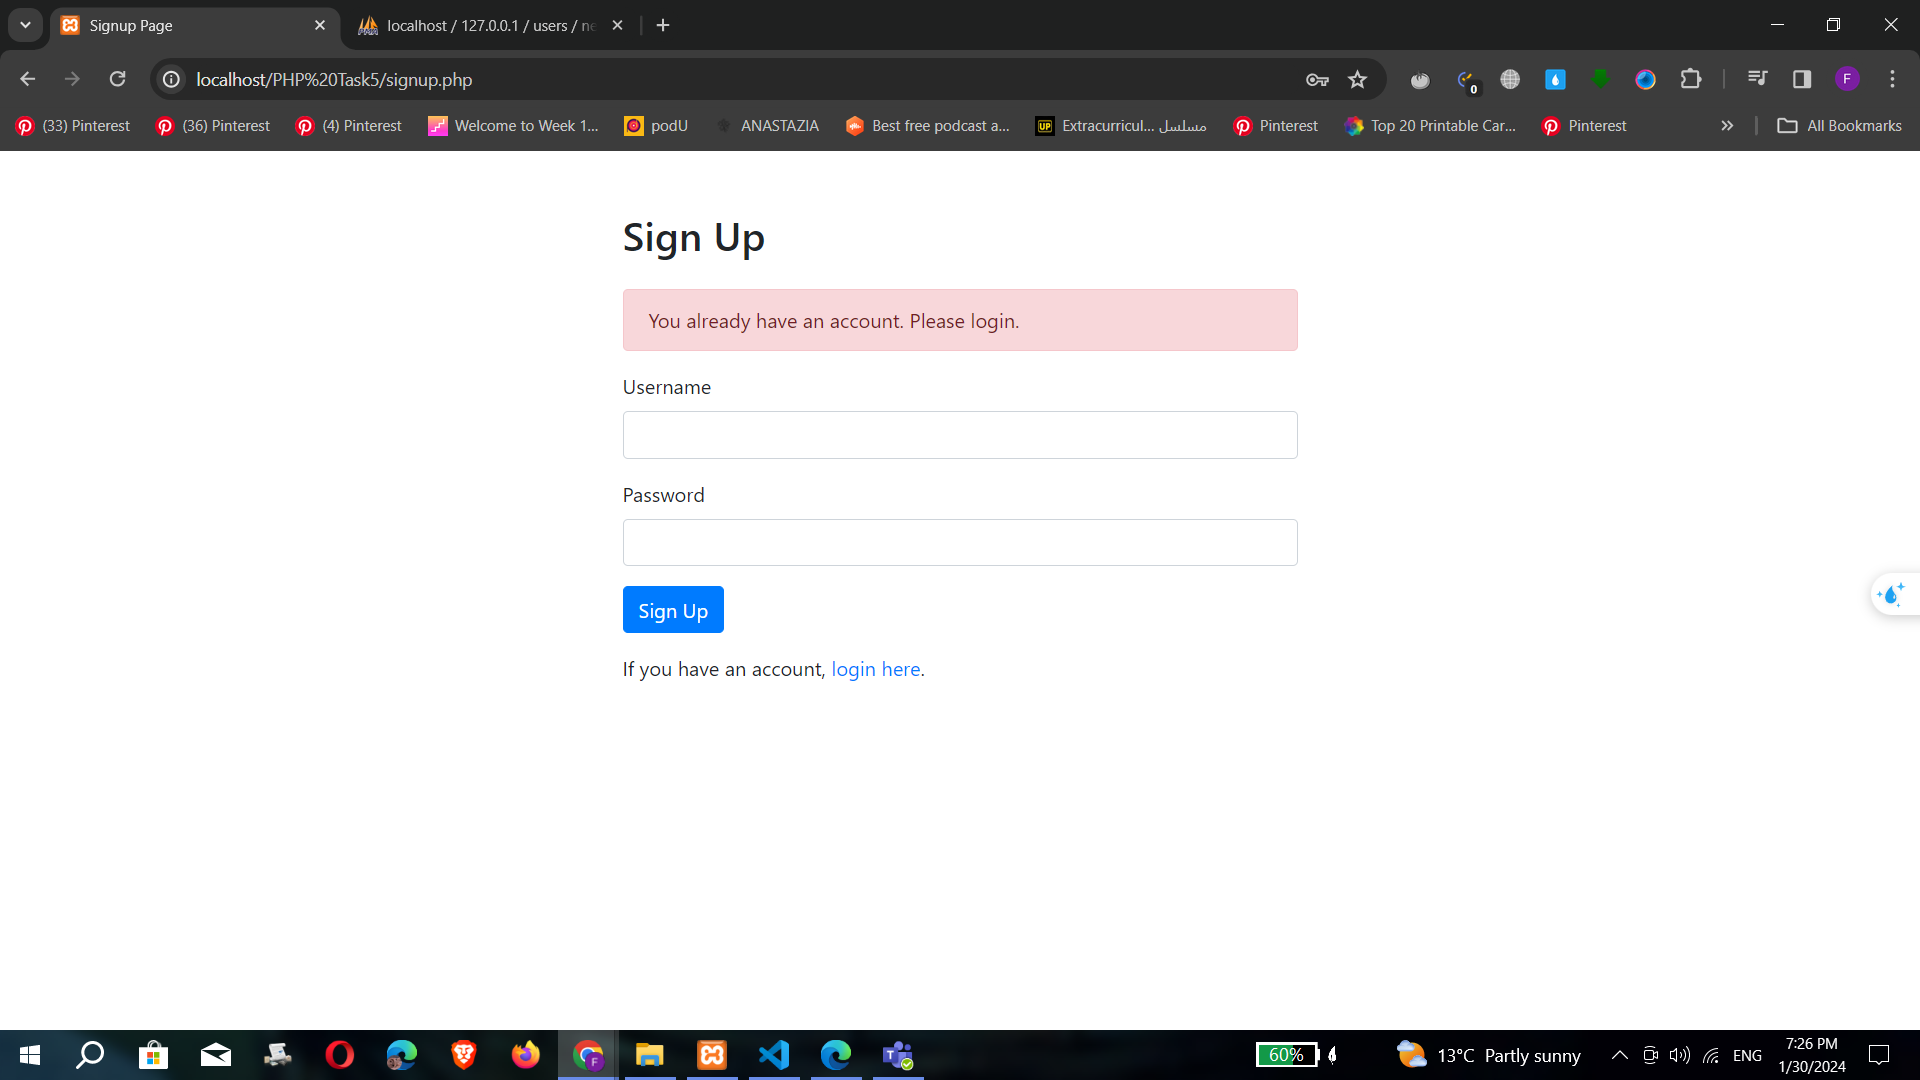 Signup Page
localhost / 127.0.0.1 / users / ne
localhost/PHP%20Task5/signup.php
0
F
(33) Pinterest
(36) Pinterest
(4) Pinterest
Welcome to Week 1...
podU
ANASTAZIA
Best free podcast a...
UP
Extracurricul... مسلسل
Pinterest
Top 20 Printable Car...
Pinterest
All Bookmarks
Sign Up
You already have an account. Please login.
Username
Password
Sign Up
If you have an account, login here.
F
60%
13°C Partly sunny
ENG
7:26 PM
1/30/2024